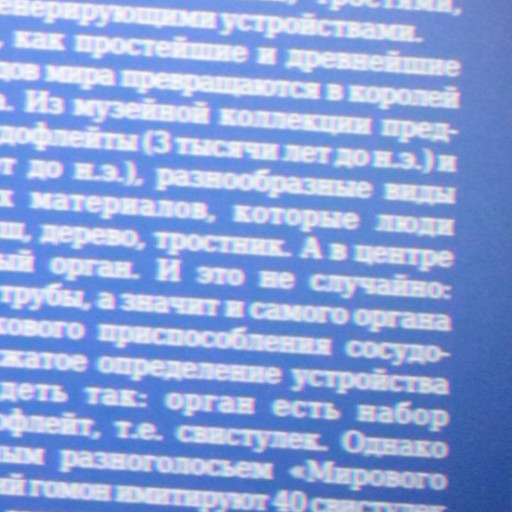 тростями,
енерирующими устройствами.
, как простейшие и древнейшие
дов мира превращаются в королей
. Из музейной коллекции пред-
дофлейты (3 тысячи лет до н.э.) и
т до н.э.), разнообразные виды
х материалов, которые люди
ш, дерево, тростник. А в центре
ый орган. И это не случайно:
трубы, а значит и самого органа
кового приспособления сосудо-
жатое определение устройства
деть так: орган есть набор
офлейт, т.е. свистулек. Однако
ым разноголосьем «Мирового
ий гомон имитируют 40 свистулек